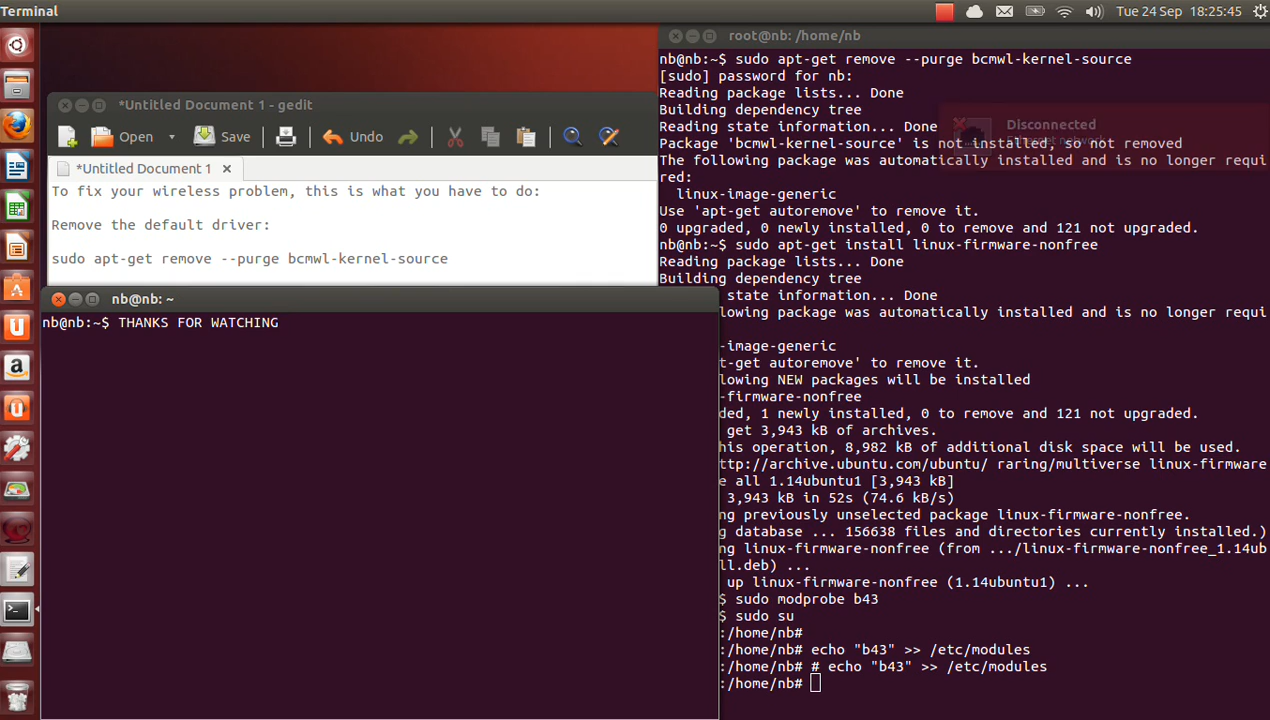 Terminal
Tue 24 Sep 18:25:45
*Untitled Document 1 - gedit
Open
Save
Undo
*Untitled Document 1
To fix your wireless problem, this is what you have to do:
Remove the default driver:
sudo apt-get remove --purge bcmwl-kernel-source
nb@nb: ~
nb@nb:~$ THANKS FOR WATCHING
root@nb: /home/nb
nb@nb:~$ sudo apt-get remove --purge bcmwl-kernel-source
[sudo] password for nb:
Reading package lists... Done
Building dependency tree
Reading state information... Done
Package 'bcmwl-kernel-source' is not installed, so not removed
The following package was automatically installed and is no longer requi
red:
linux-image-generic
Use 'apt-get autoremove' to remove it.
0 upgraded, 0 newly installed, 0 to remove and 121 not upgraded.
nb@nb:~$ sudo apt-get install linux-firmware-nonfree
Reading package lists... Done
Building dependency tree
state information... Done
lowing package was automatically installed and is no longer requi
-image-generic
t-get autoremove' to remove it.
lowing NEW packages will be installed
-firmware-nonfree
ded, 1 newly installed, 0 to remove and 121 not upgraded.
get 3,943 kB of archives.
his operation, 8,982 kB of additional disk space will be used.
ttp://archive.ubuntu.com/ubuntu/ raring/multiverse linux-firmware
e all 1.14ubuntu1 [3,943 kB]
3,943 kB in 52s (74.6 kB/s)
ng previously unselected package linux-firmware-nonfree.
g database ... 156638 files and directories currently installed.)
ng linux-firmware-nonfree (from .../linux-firmware-nonfree_1.14ub
ll.deb) ...
up linux-firmware-nonfree (1.14ubuntu1) ...
$ sudo modprobe b43
$ sudo su
:/home/nb#
:/home/nb# echo "b43" >> /etc/modules
:/home/nb# # echo "b43" >> /etc/modules
:/home/nb#
Disconnected